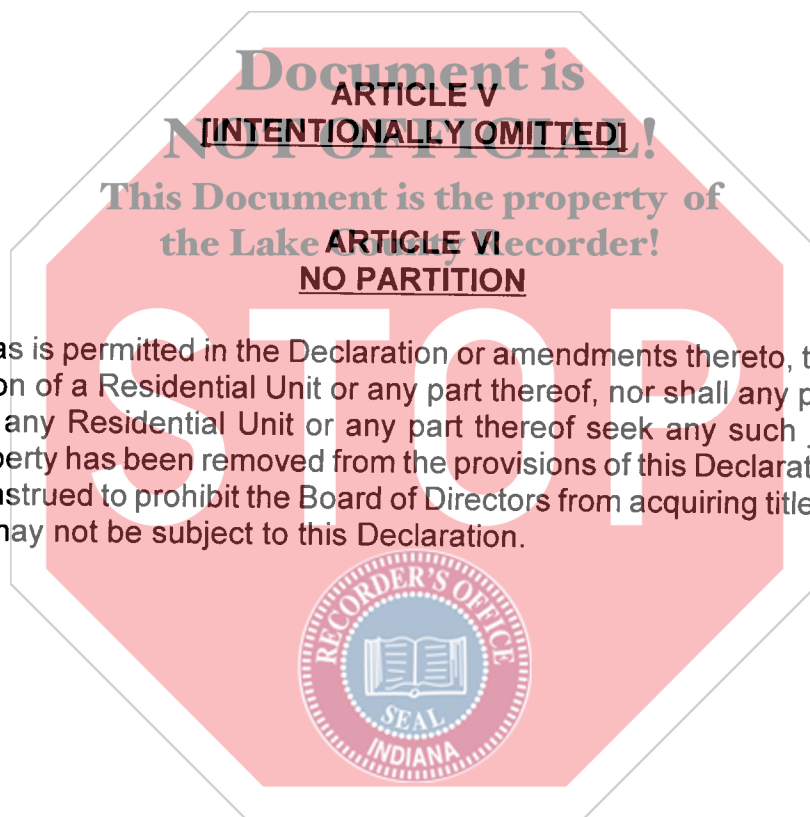 Document is
ARTICLE V
NOT OFFICIAL!
[INTENTIONALLY OMITTED]
This Document is the property of
the Lake County Recorder!
ARTICLE VI
NO PARTITION
STOP
as is permitted in the Declaration or amendments thereto, t
on of a Residential Unit or any part thereof, nor shall any p
any Residential Unit or any part thereof seek any such
perty has been removed from the provisions of this Declarat
nstrued to prohibit the Board of Directors from acquiring title
may not be subject to this Declaration.
RECORDER'S OFFICE
SEAL
INDIANA